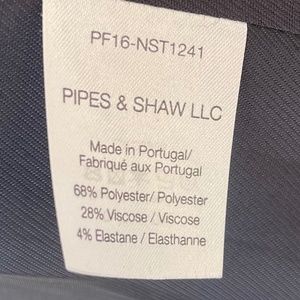 PF16-NST1241
PIPES & SHAW LLC
Made in Portugal/
Fabriqué aux Portugal
68% Polyester/ Polyester
28% Viscose / Viscose
4% Elastane / Elasthanne